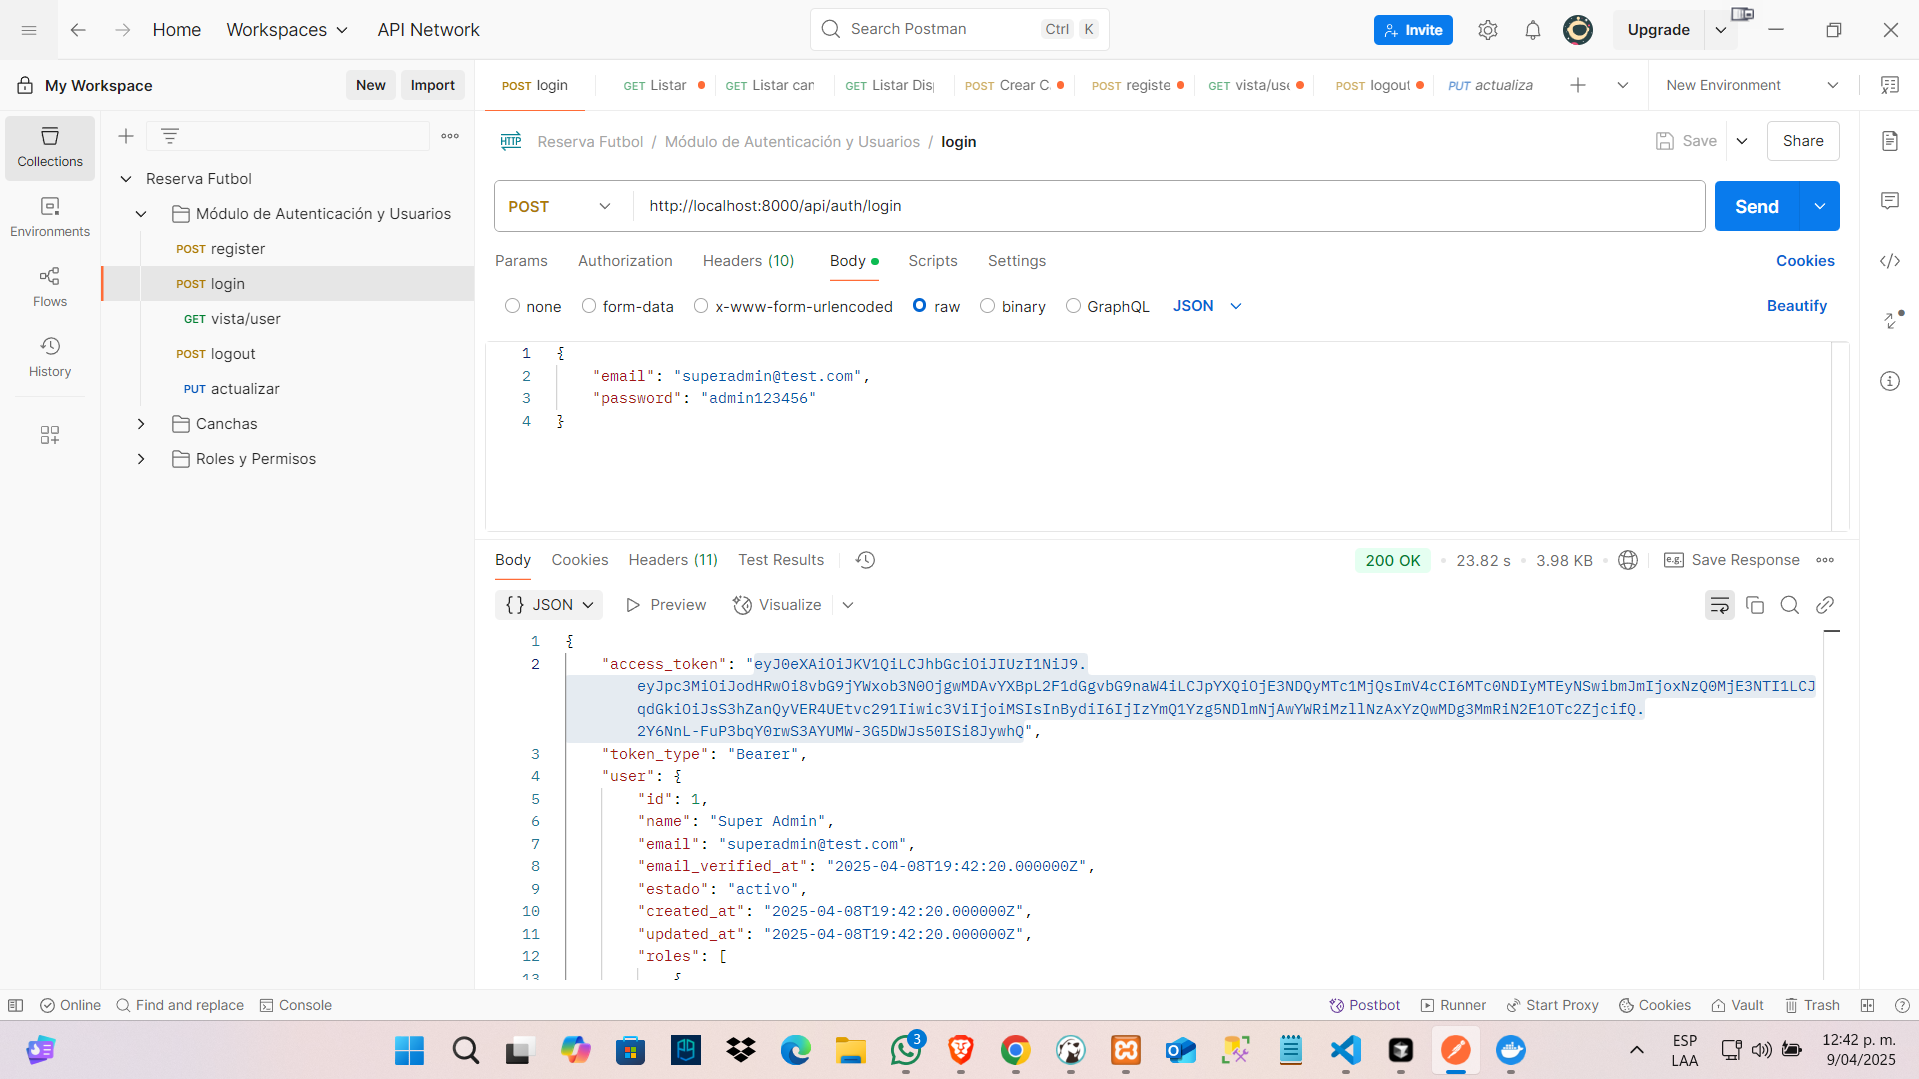 Home
Workspaces
API Network
Search Postman
Ctrl
K
Invite
Upgrade
My Workspace
New
Import
POST login
GET Listar
GET Listar can
GET Listar Dis
POST Crear C
POST registe
GET vista/use
POST logout
PUT actualiza
New Environment
Collections
Environments
Flows
History
Reserva Futbol
Módulo de Autenticación y Usuarios
POST register
POST login
GET vista/user
POST logout
PUT actualizar
Canchas
Roles y Permisos
HTTP
Reserva Futbol / Módulo de Autenticación y Usuarios / login
Save
Share
POST
http://localhost:8000/api/auth/login
Send
Params
Authorization
Headers (10)
Body
Scripts
Settings
Cookies
none
form-data
x-www-form-urlencoded
raw
binary
GraphQL
JSON
Beautify
1 {
2 "email": "superadmin@test.com",
3 "password": "admin123456"
4 }
Body
Cookies
Headers (11)
Test Results
200 OK
23.82 s
3.98 KB
e.g.
Save Response
{} JSON
Preview
Visualize
1 {
2 "access_token": "eyJ0eXAiOiJKV1QiLCJhbGciOiJIUzI1NiJ9.
eyJpc3MiOiJodHRwOi8vbG9jYWxob3N0OjgwMDAvYXBpL2F1dGgvbG9naW4iLCJpYXQiOjE3NDQyMTc1MjQsImV4cCI6MTc0NDIyMTEyNSwibmJmIjoxNzQ0MjE3NTI1LCJ
qdGkiOiJsS3hZanQyVER4UEtvc291Iiwic3ViIjoiMSIsInBydiI6IjIzYmQ1Yzg5NDlmNjAwYWRiMzllNzAxYzQwMDg3MmRiN2E1OTc2ZjcifQ.
2Y6NnL-FuP3bqY0rwS3AYUMW-3G5DWJs50ISi8JywhQ",
3 "token_type": "Bearer",
4 "user": {
5 "id": 1,
6 "name": "Super Admin",
7 "email": "superadmin@test.com",
8 "email_verified_at": "2025-04-08T19:42:20.000000Z",
9 "estado": "activo",
10 "created_at": "2025-04-08T19:42:20.000000Z",
11 "updated_at": "2025-04-08T19:42:20.000000Z",
12 "roles": [
13 {
Online
Find and replace
Console
Postbot
Runner
Start Proxy
Cookies
Vault
Trash
3
ESP
LAA
12:42 p. m.
9/04/2025